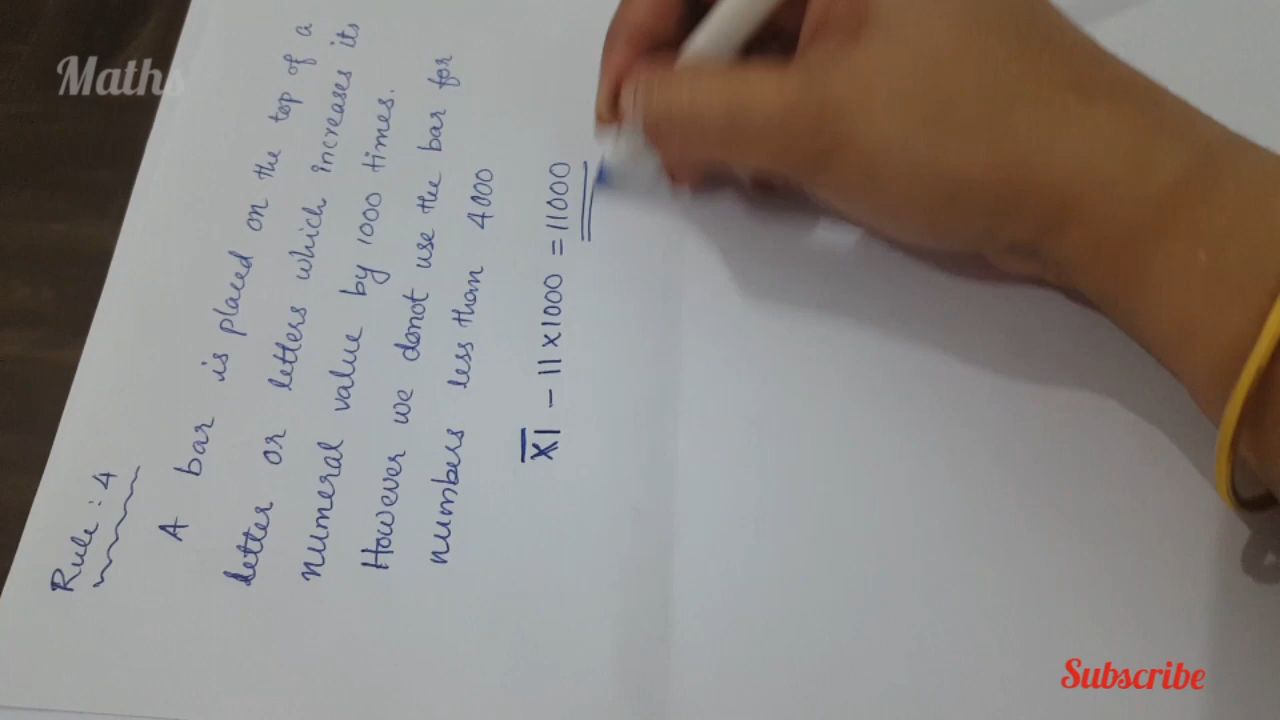 Maths
Rule : 4
A bar is placed on the top of a
letter or letters which increases its
numeral value by 1000 times.
However we donot use the bar for
numbers less than 4000
X̅I̅ - 11 x 1000 = 11000
Subscribe